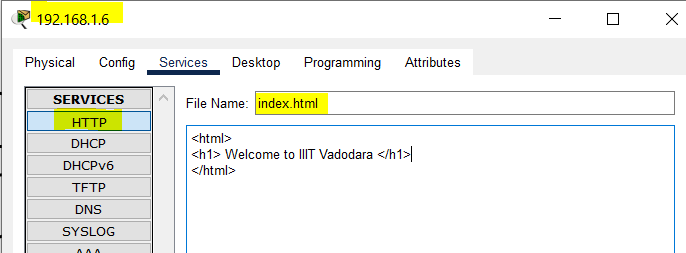 192.168.1.6
Physical Config Services Desktop Programming Attributes
SERVICES
HTTP
DHCP
DHCPv6
TFTP
DNS
SYSLOG
AAA
File Name: index.html
<html>
<h1> Welcome to IIIT Vadodara </h1>
</html>